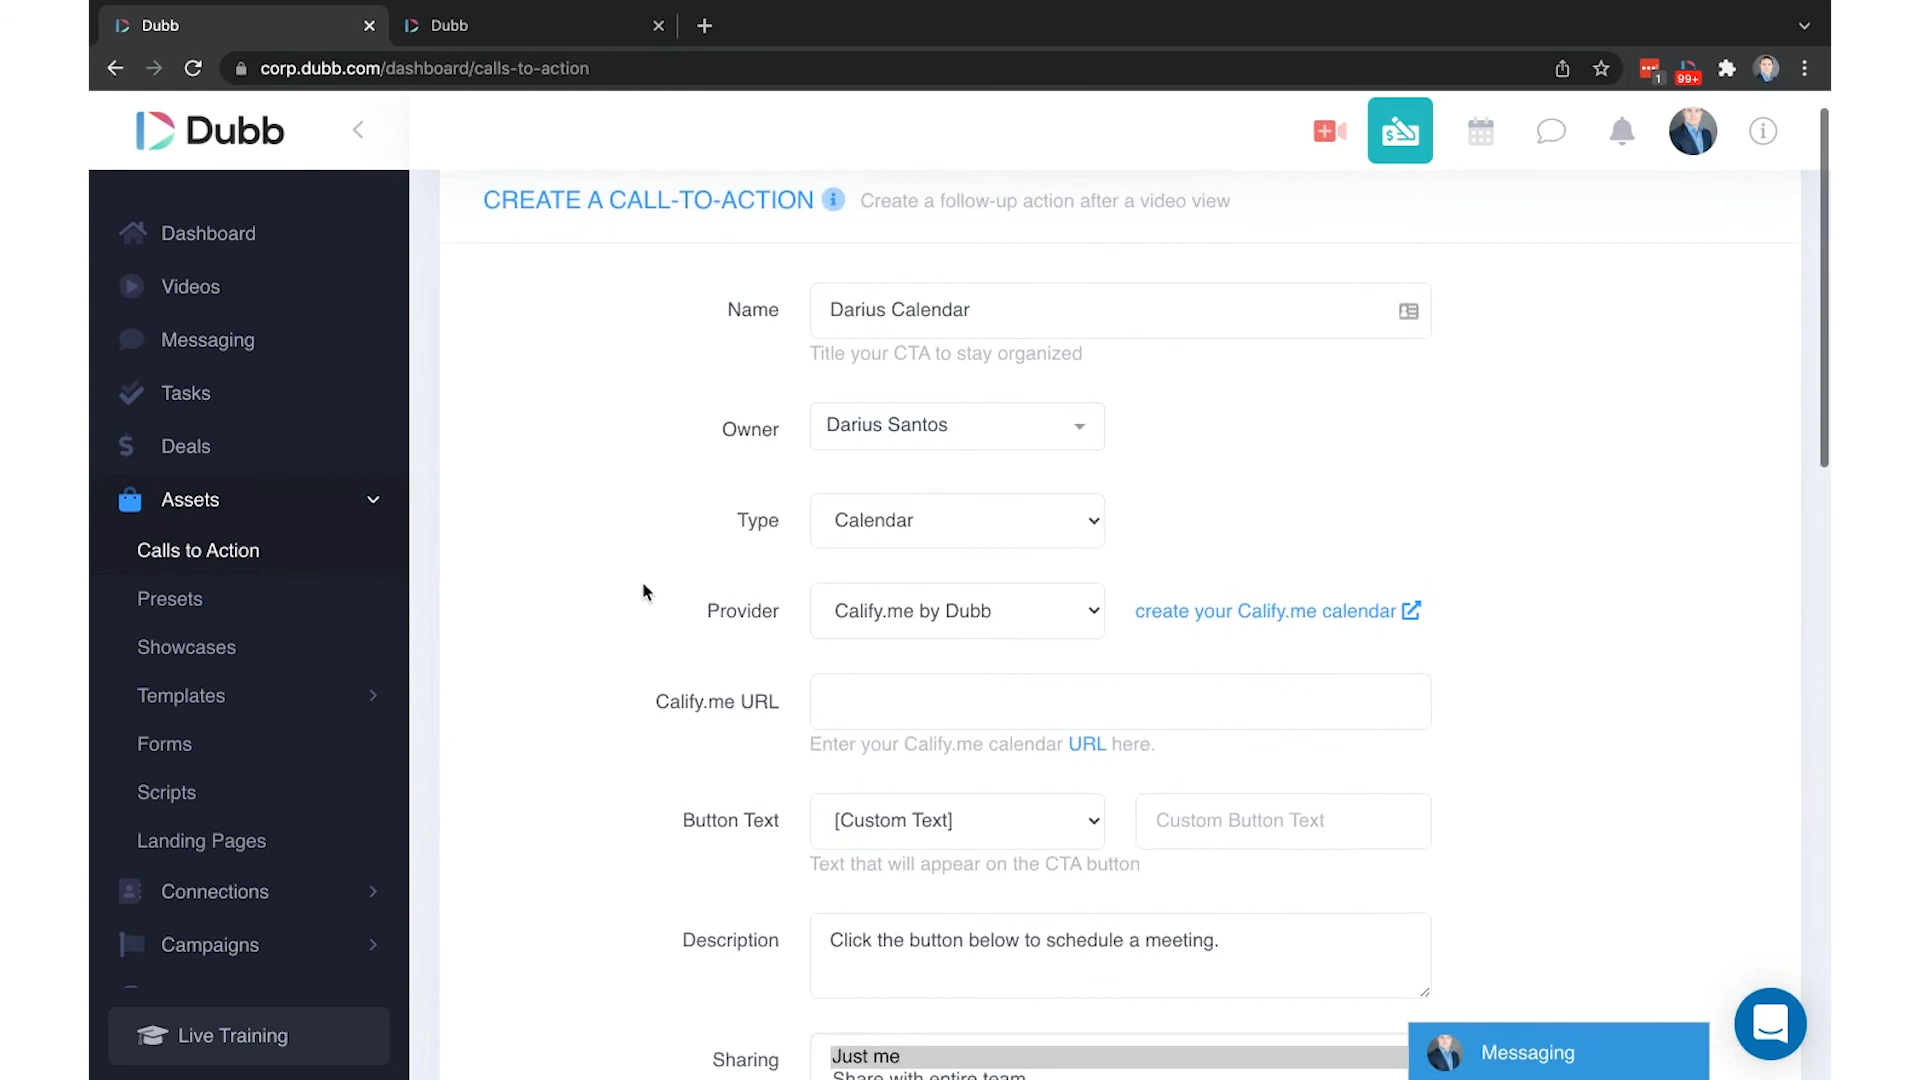 Dubb
Dubb
corp.dubb.com/dashboard/calls-to-action
1
99+
Dubb
CREATE A CALL-TO-ACTION
Create a follow-up action after a video view
Dashboard
Videos
Messaging
Tasks
Deals
Assets
Calls to Action
Presets
Showcases
Templates
Forms
Scripts
Landing Pages
Connections
Campaigns
Live Training
Name
Darius Calendar
Title your CTA to stay organized
Owner
Darius Santos
Type
Calendar
Provider
Calify.me by Dubb
create your Calify.me calendar
Calify.me URL
Enter your Calify.me calendar URL here.
Button Text
[Custom Text]
Custom Button Text
Text that will appear on the CTA button
Description
Click the button below to schedule a meeting.
Sharing
Just me
Share with entire team
Messaging